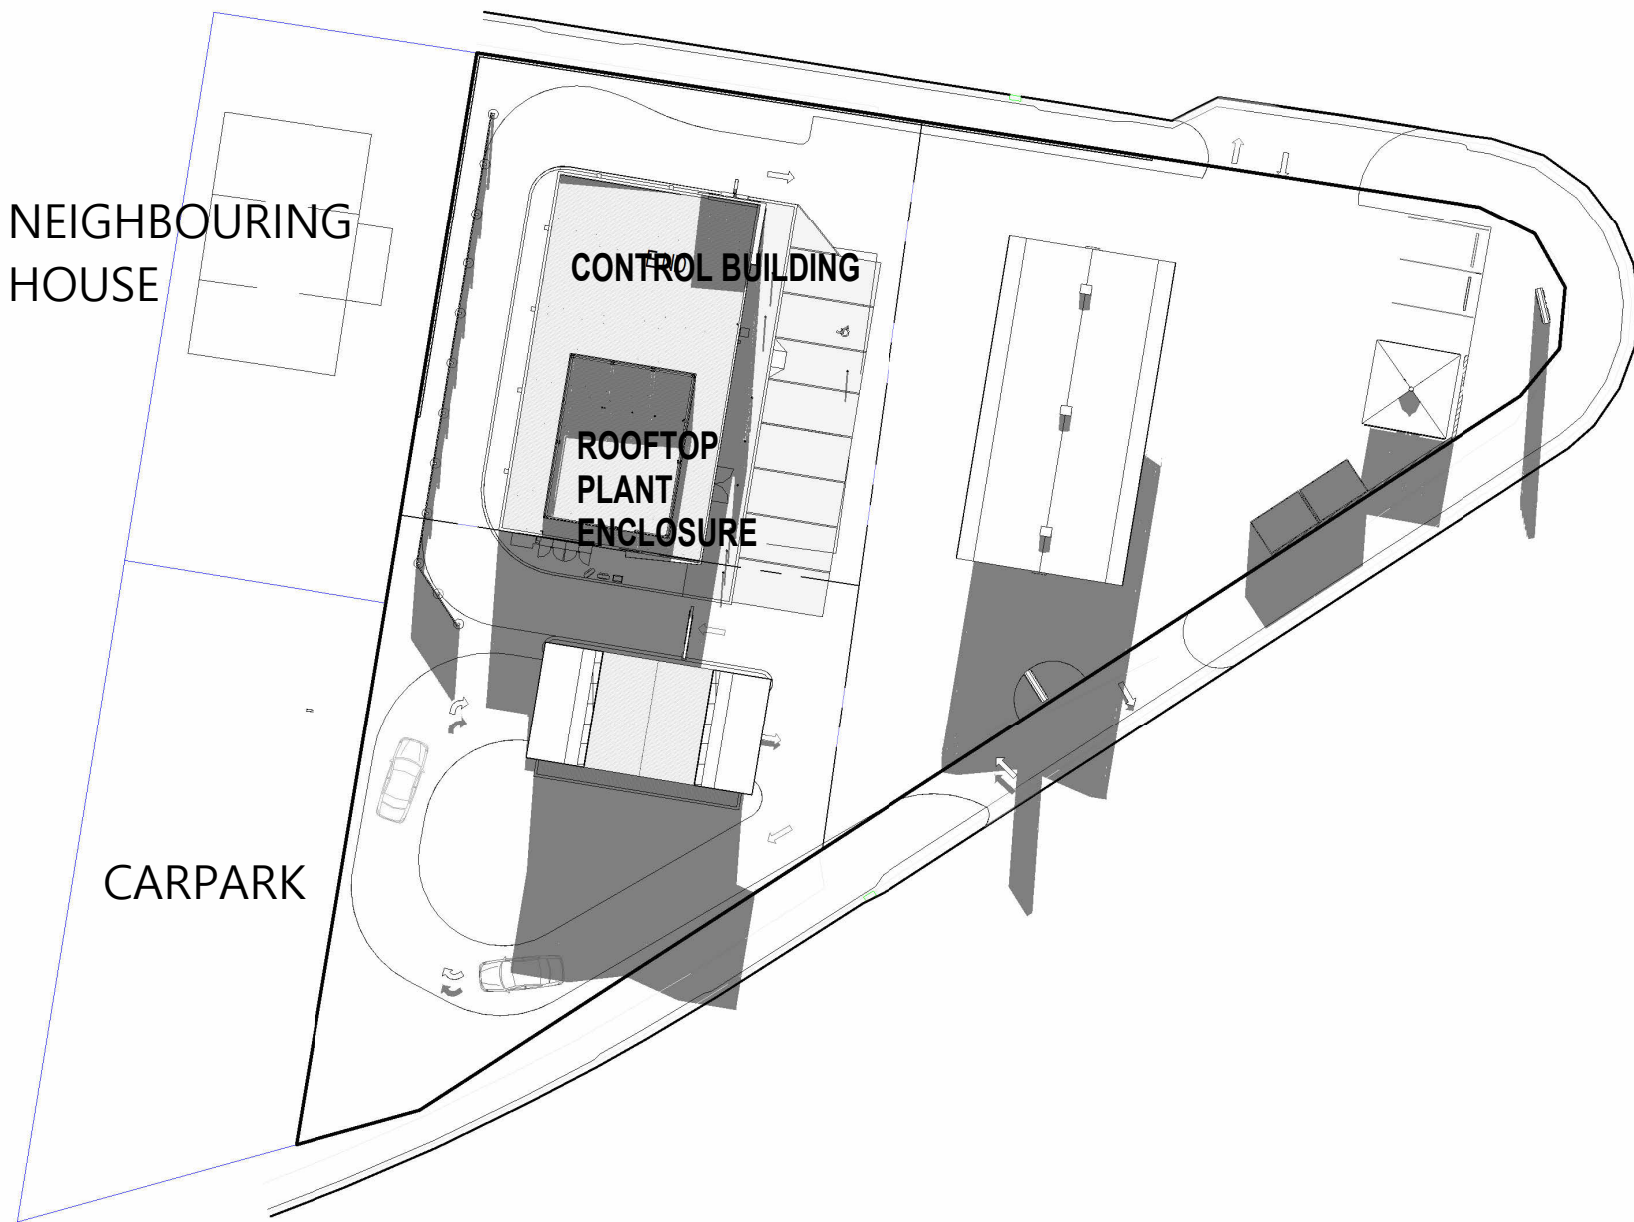 NEIGHBOURING
HOUSE
CONTROL BUILDING
ROOFTOP
PLANT
ENCLOSURE
CARPARK